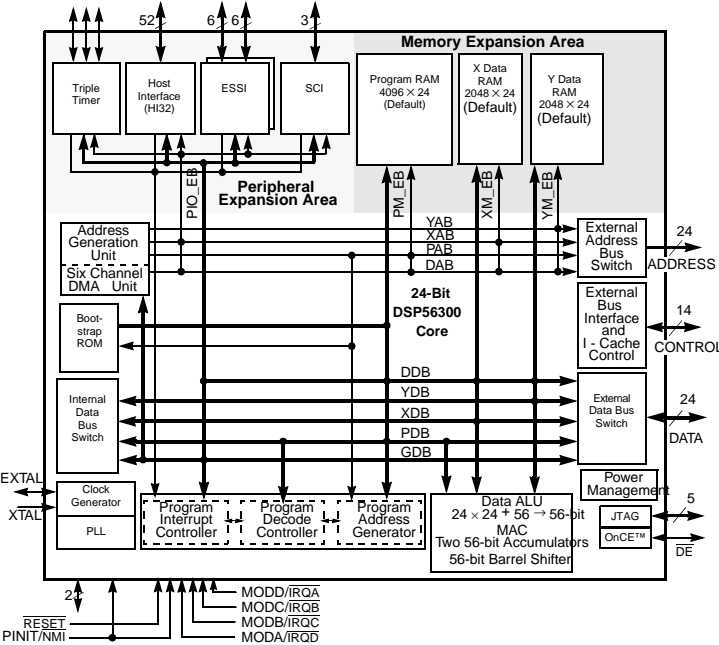 52
6
6
3
Memory Expansion Area
Triple
Timer
Host
Interface
(HI32)
ESSI
SCI
Program RAM
4096 × 24
(Default)
X Data
RAM
2048 × 24
(Default)
Y Data
RAM
2048 × 24
(Default)
PIO_EB
Peripheral
Expansion Area
PM_EB
XM_EB
YM_EB
Address
Generation
Unit
Six Channel
DMA Unit
YAB
XAB
PAB
DAB
External
Address
Bus
Switch
24
ADDRESS
24-Bit
DSP56300
Core
Boot-
strap
ROM
External
Bus
Interface
and
I - Cache
Control
14
CONTROL
DDB
YDB
XDB
PDB
GDB
Internal
Data
Bus
Switch
External
Data Bus
Switch
24
DATA
EXTAL
XTAL
Clock
Generator
PLL
Program
Interrupt
Controller
Program
Decode
Controller
Program
Address
Generator
Data ALU
24 × 24 + 56 → 56-bit
MAC
Two 56-bit Accumulators
56-bit Barrel Shifter
Power
Management
JTAG
5
OnCE™
DE
2
RESET
PINIT/NMI
MODD/IRQA
MODC/IRQB
MODB/IRQC
MODA/IRQD